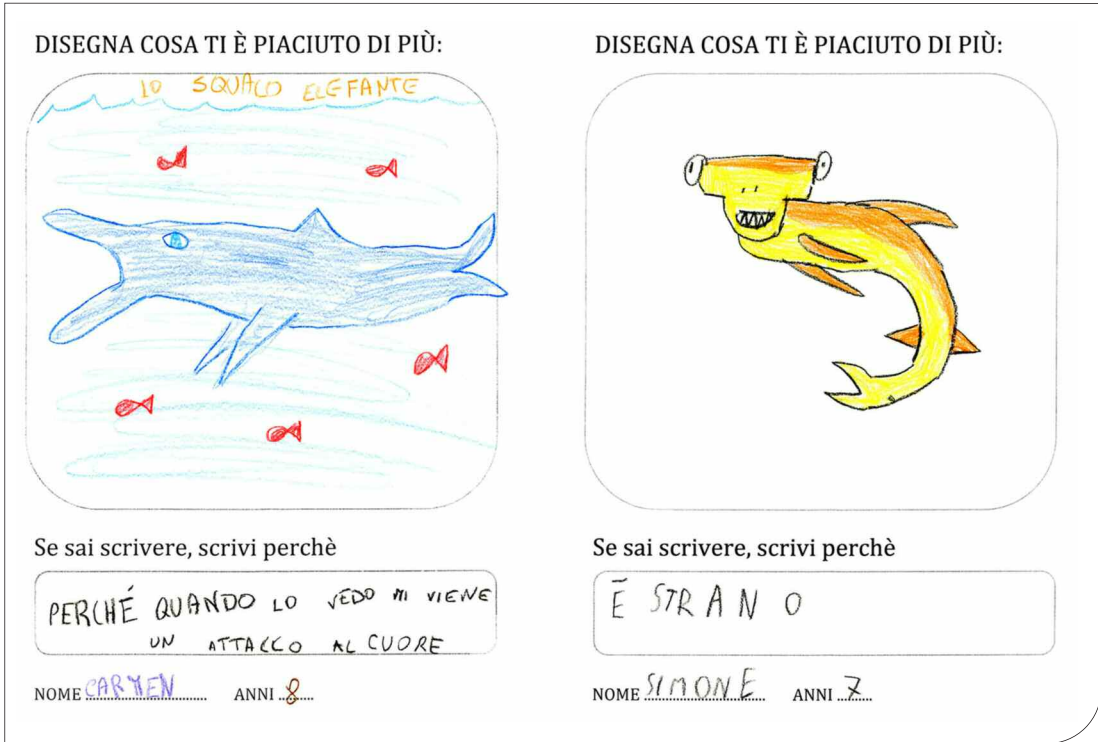 DISEGNA COSA TI È PIACIUTO DI PIÙ:
LO SQUALO ELEFANTE
Se sai scrivere, scrivi perchè
PERCHÉ QUANDO LO VEDO MI VIENE
UN ATTACCO AL CUORE
NOME CARMEN ANNI 8
DISEGNA COSA TI È PIACIUTO DI PIÙ:
Se sai scrivere, scrivi perchè
È STRANO
NOME SIMONE ANNI 7